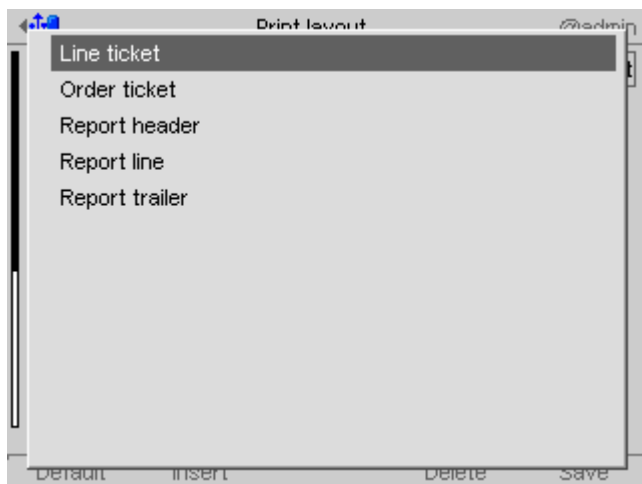 Print layout @admin
Line ticket
Order ticket
Report header
Report line
Report trailer
Default Insert Delete Save